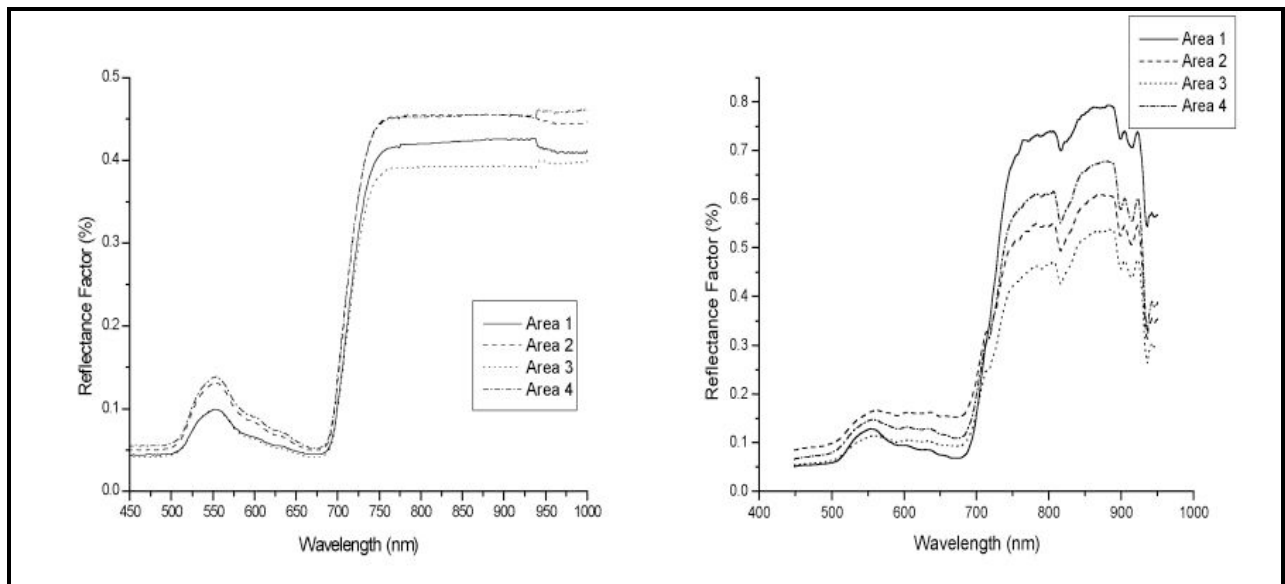 0.5
0.4
0.3
0.2
0.1
0.0
Reflectance Factor (%)
450 500 550 600 650 700 750 800 850 900 950 1000
Wavelength (nm)
Area 1
Area 2
Area 3
Area 4
Area 1
Area 2
Area 3
Area 4
0.8
0.7
0.6
0.5
0.4
0.3
0.2
0.1
0.0
Reflectance Factor (%)
400 500 600 700 800 900 1000
Wavelength (nm)